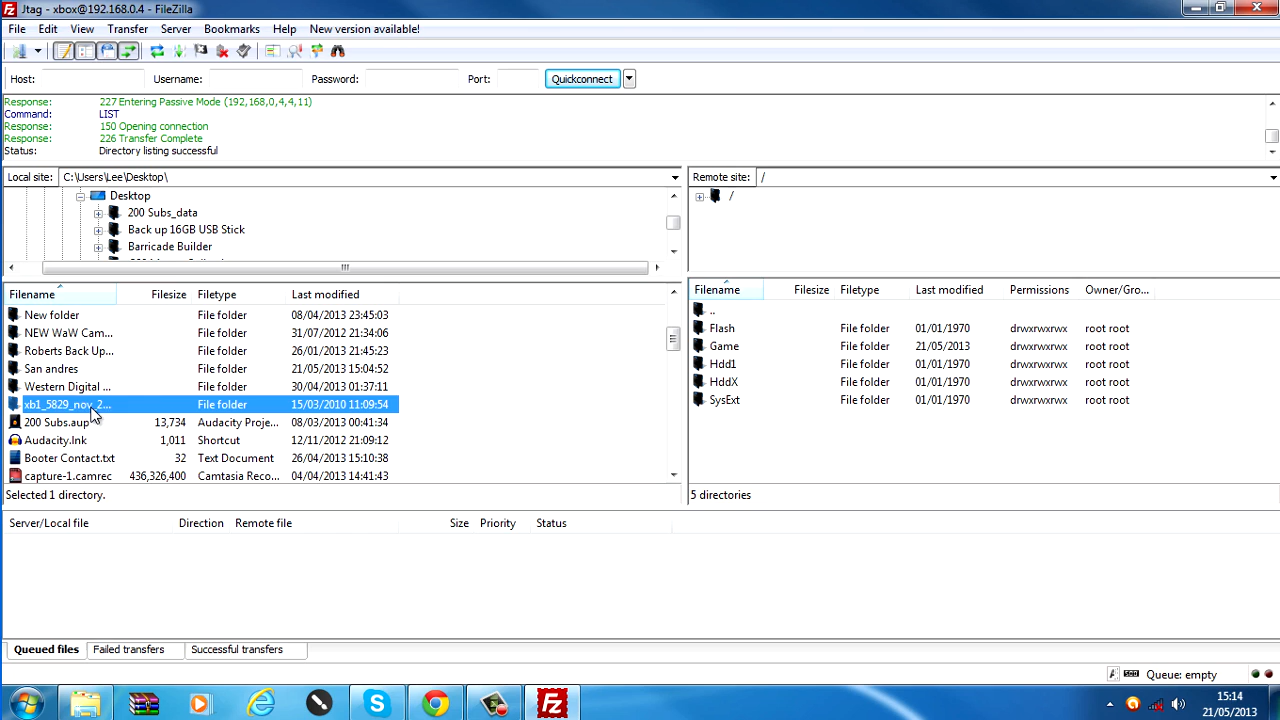 Jtag - xbox@192.168.0.4 - FileZilla
File Edit View Transfer Server Bookmarks Help New version available!
Host: Username: Password: Port: Quickconnect
Response: 227 Entering Passive Mode (192,168,0,4,4,11)
Command: LIST
Response: 150 Opening connection
Response: 226 Transfer Complete
Status: Directory listing successful
Local site: C:\Users\Lee\Desktop\
Remote site: /
Desktop
200 Subs_data
Back up 16GB USB Stick
Barricade Builder
/
Filename Filesize Filetype Last modified
New folder File folder 08/04/2013 23:45:03
NEW WaW Cam... File folder 31/07/2012 21:34:06
Roberts Back Up... File folder 26/01/2013 21:45:23
San andres File folder 21/05/2013 15:04:52
Western Digital ... File folder 30/04/2013 01:37:11
xb1_5829_nov_2... File folder 15/03/2010 11:09:54
200 Subs.aup 13,734 Audacity Proje... 08/03/2013 00:41:34
Audacity.lnk 1,011 Shortcut 12/11/2012 21:09:12
Booter Contact.txt 32 Text Document 26/04/2013 15:10:38
capture-1.camrec 436,326,400 Camtasia Reco... 04/04/2013 14:41:43
Selected 1 directory.
Filename Filesize Filetype Last modified Permissions Owner/Gro...
..
Flash File folder 01/01/1970 drwxrwxrwx root root
Game File folder 21/05/2013 drwxrwxrwx root root
Hdd1 File folder 01/01/1970 drwxrwxrwx root root
HddX File folder 01/01/1970 drwxrwxrwx root root
SysExt File folder 01/01/1970 drwxrwxrwx root root
5 directories
Server/Local file Direction Remote file Size Priority Status
Queued files Failed transfers Successful transfers
Queue: empty
15:14
21/05/2013